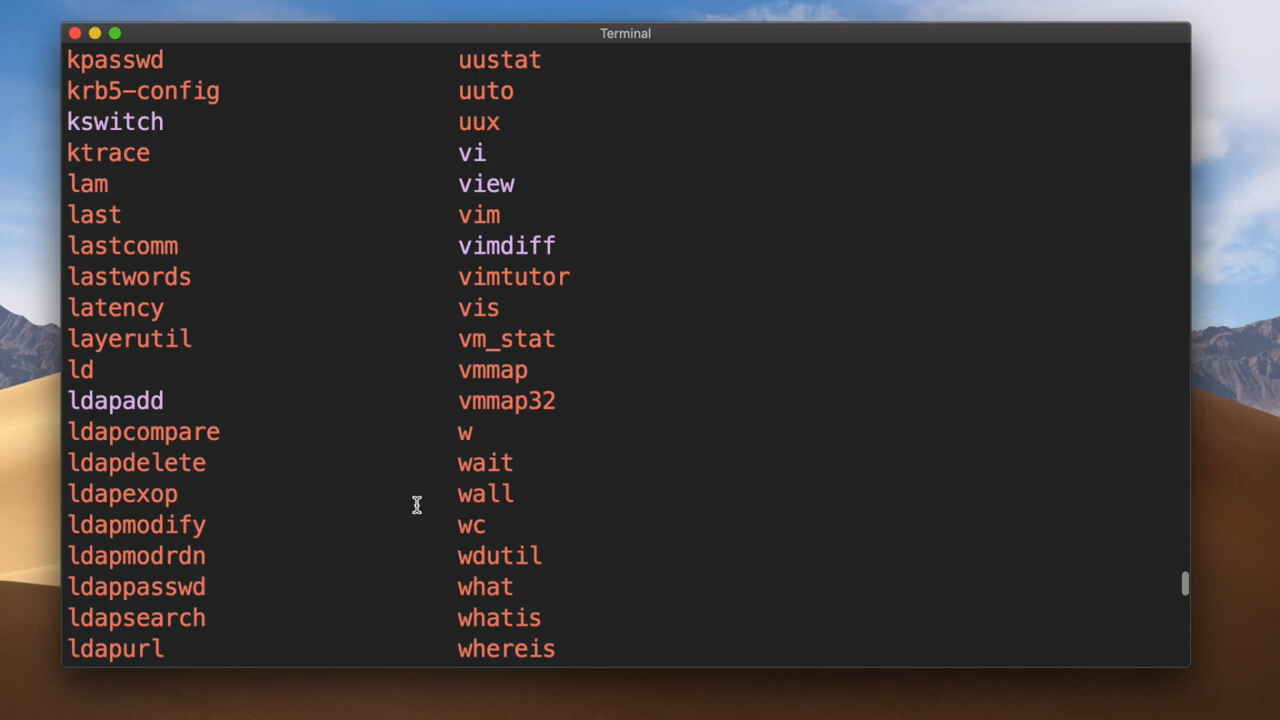 Terminal
kpasswd uustat
krb5-config uuto
kswitch uux
ktrace vi
lam view
last vim
lastcomm vimdiff
lastwords vimtutor
latency vis
layerutil vm_stat
ld vmmap
ldapadd vmmap32
ldapcompare w
ldapdelete wait
ldapexop wall
ldapmodify wc
ldapmodrdn wdutil
ldappasswd what
ldapsearch whatis
ldapurl whereis